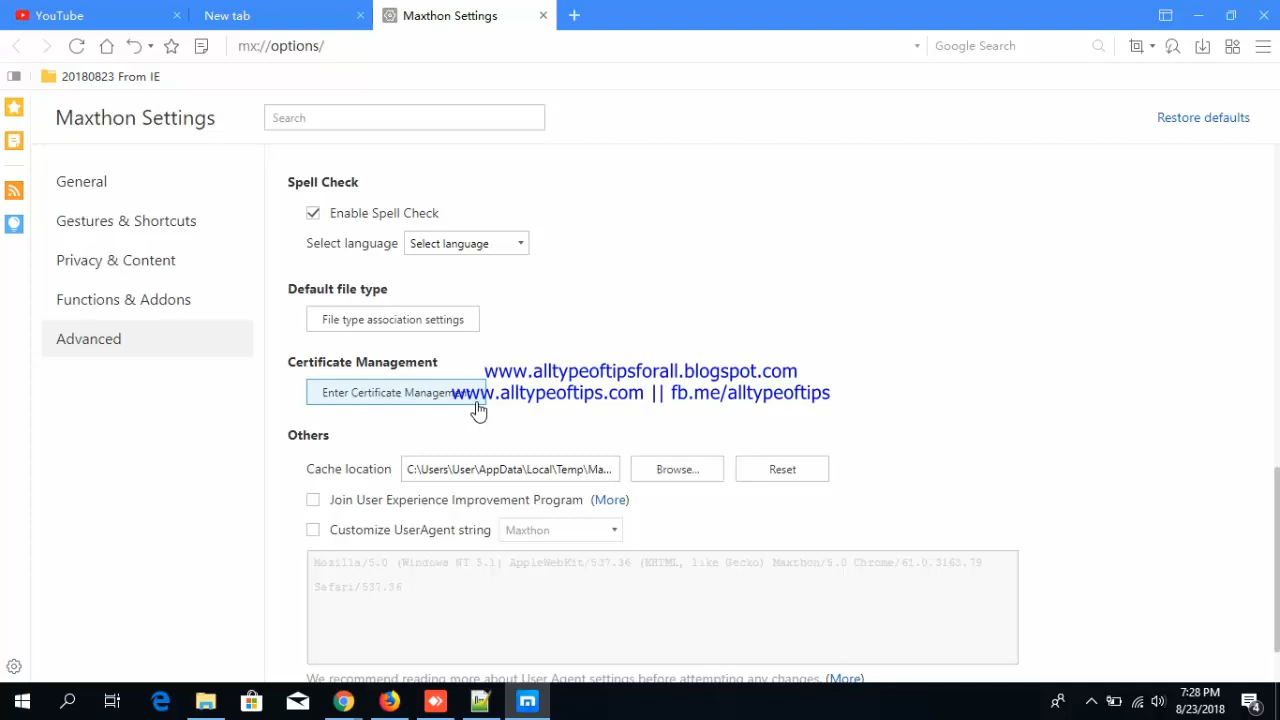 YouTube
New tab
Maxthon Settings
mx://options/
Google Search
20180823 From IE
Maxthon Settings
Search
Restore defaults
General
Gestures & Shortcuts
Privacy & Content
Functions & Addons
Advanced
Spell Check
Enable Spell Check
Select language
Select language
Default file type
File type association settings
Certificate Management
www.alltypeoftipsforall.blogspot.com
Enter Certificate Management
www.alltypeoftips.com || fb.me/alltypeoftips
Others
Cache location
C:\Users\User\AppData\Local\Temp\Ma...
Browse...
Reset
Join User Experience Improvement Program (More)
Customize UserAgent string
Maxthon
Mozilla/5.0 (Windows NT 5.1) AppleWebKit/537.36 (KHTML, like Gecko) Maxthon/5.0 Chrome/61.0.3163.79
Safari/537.36
We recommend reading more about User Agent settings before attempting any changes. (More)
7:28 PM
8/23/2018
4